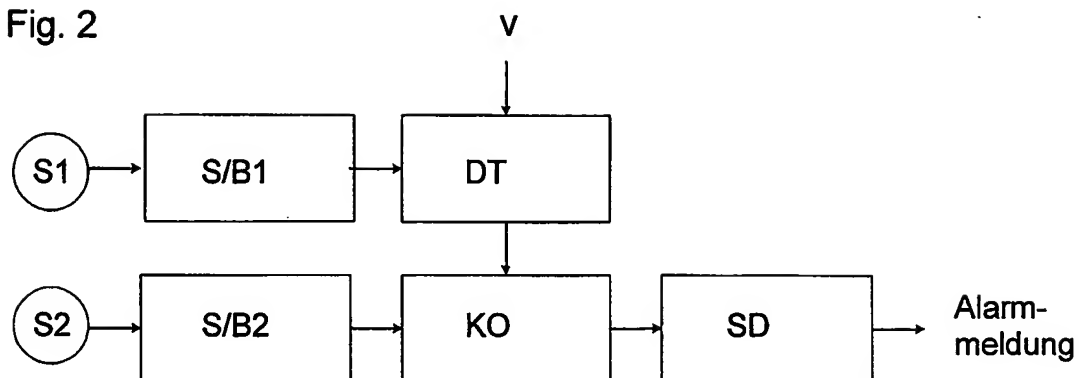 Fig. 2
v
S1
S/B1
DT
S2
S/B2
KO
SD
Alarm-
meldung